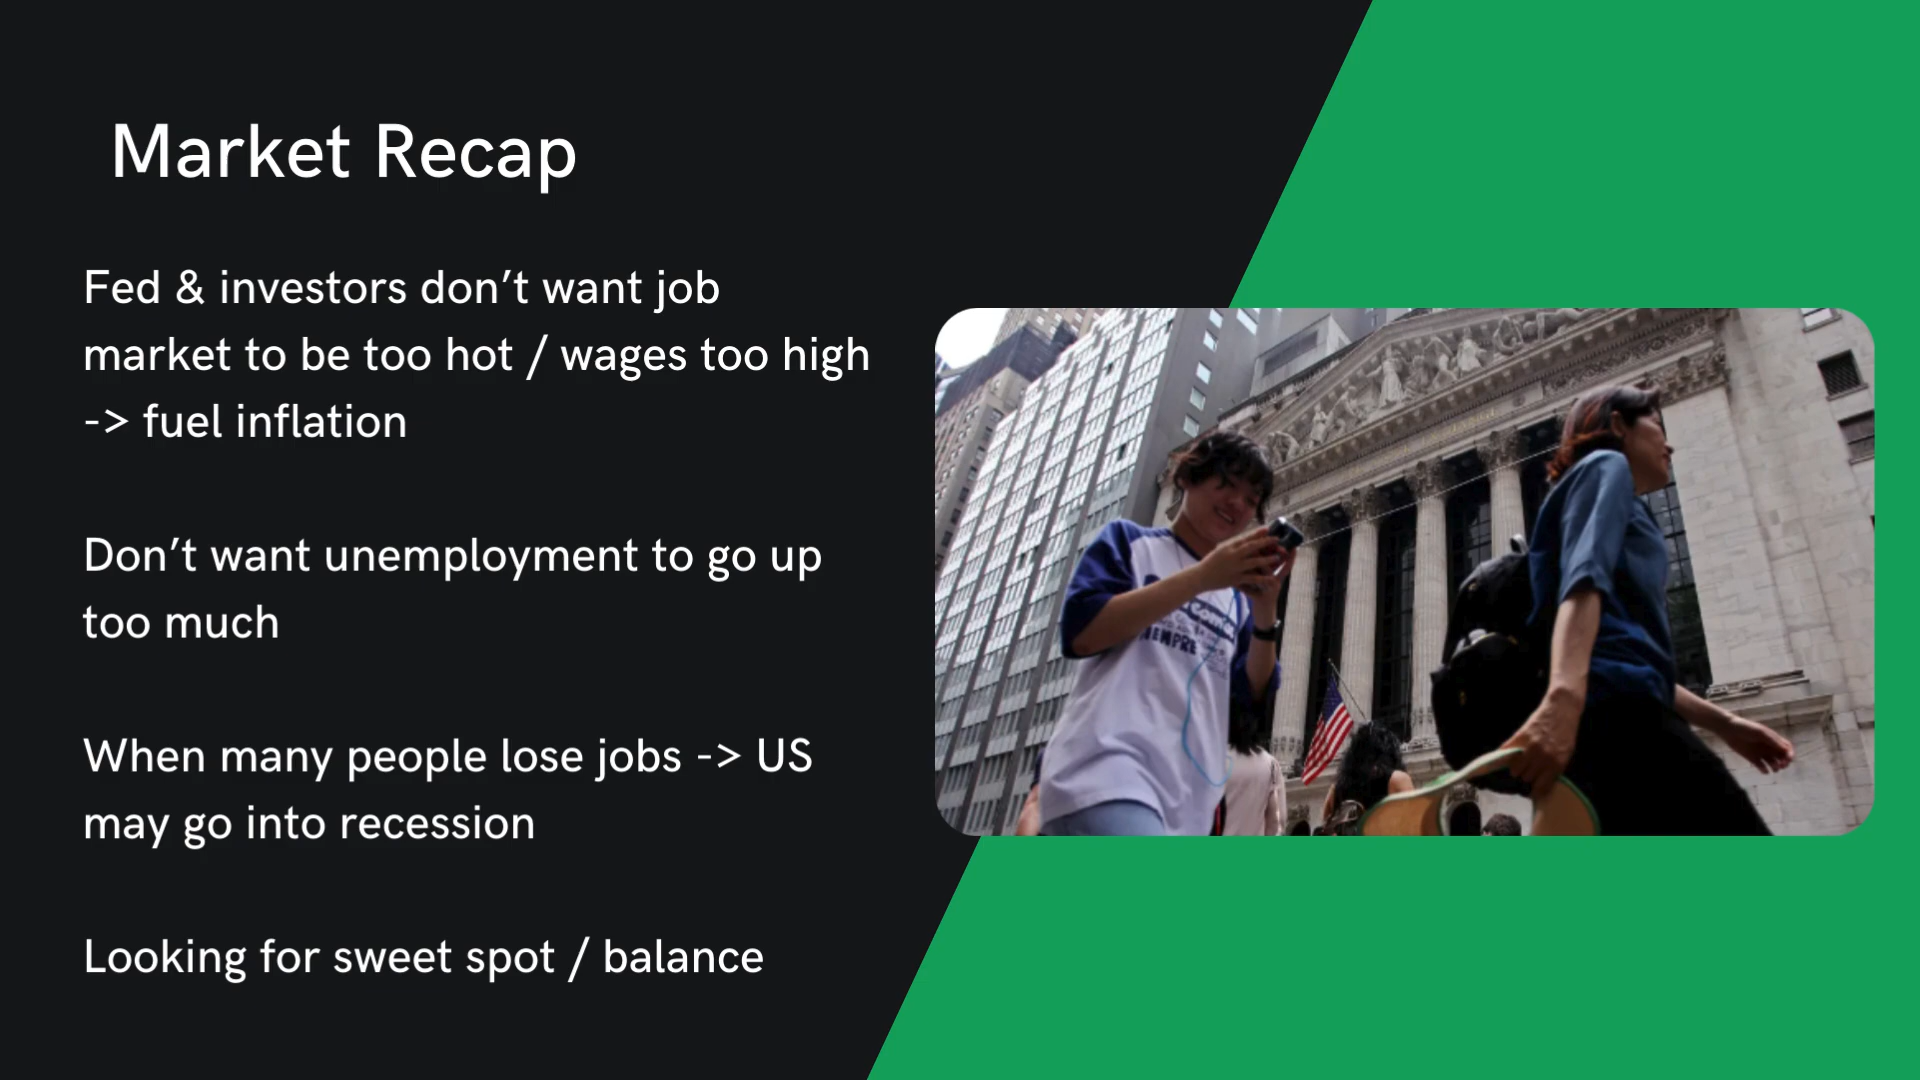 Market Recap
Fed & investors don’t want job
market to be too hot / wages too high
-> fuel inflation
Don’t want unemployment to go up
too much
When many people lose jobs -> US
may go into recession
Looking for sweet spot / balance